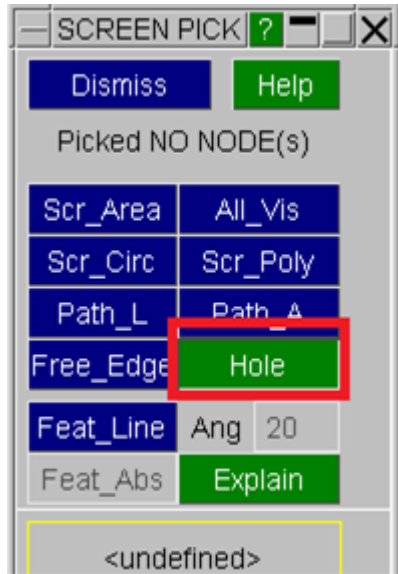 SCREEN PICK ?
Dismiss Help
Picked NO NODE(s)
Scr_Area All_Vis
Scr_Circ Scr_Poly
Path_L Path_A
Free_Edge Hole
Feat_Line Ang 20
Feat_Abs Explain
<undefined>